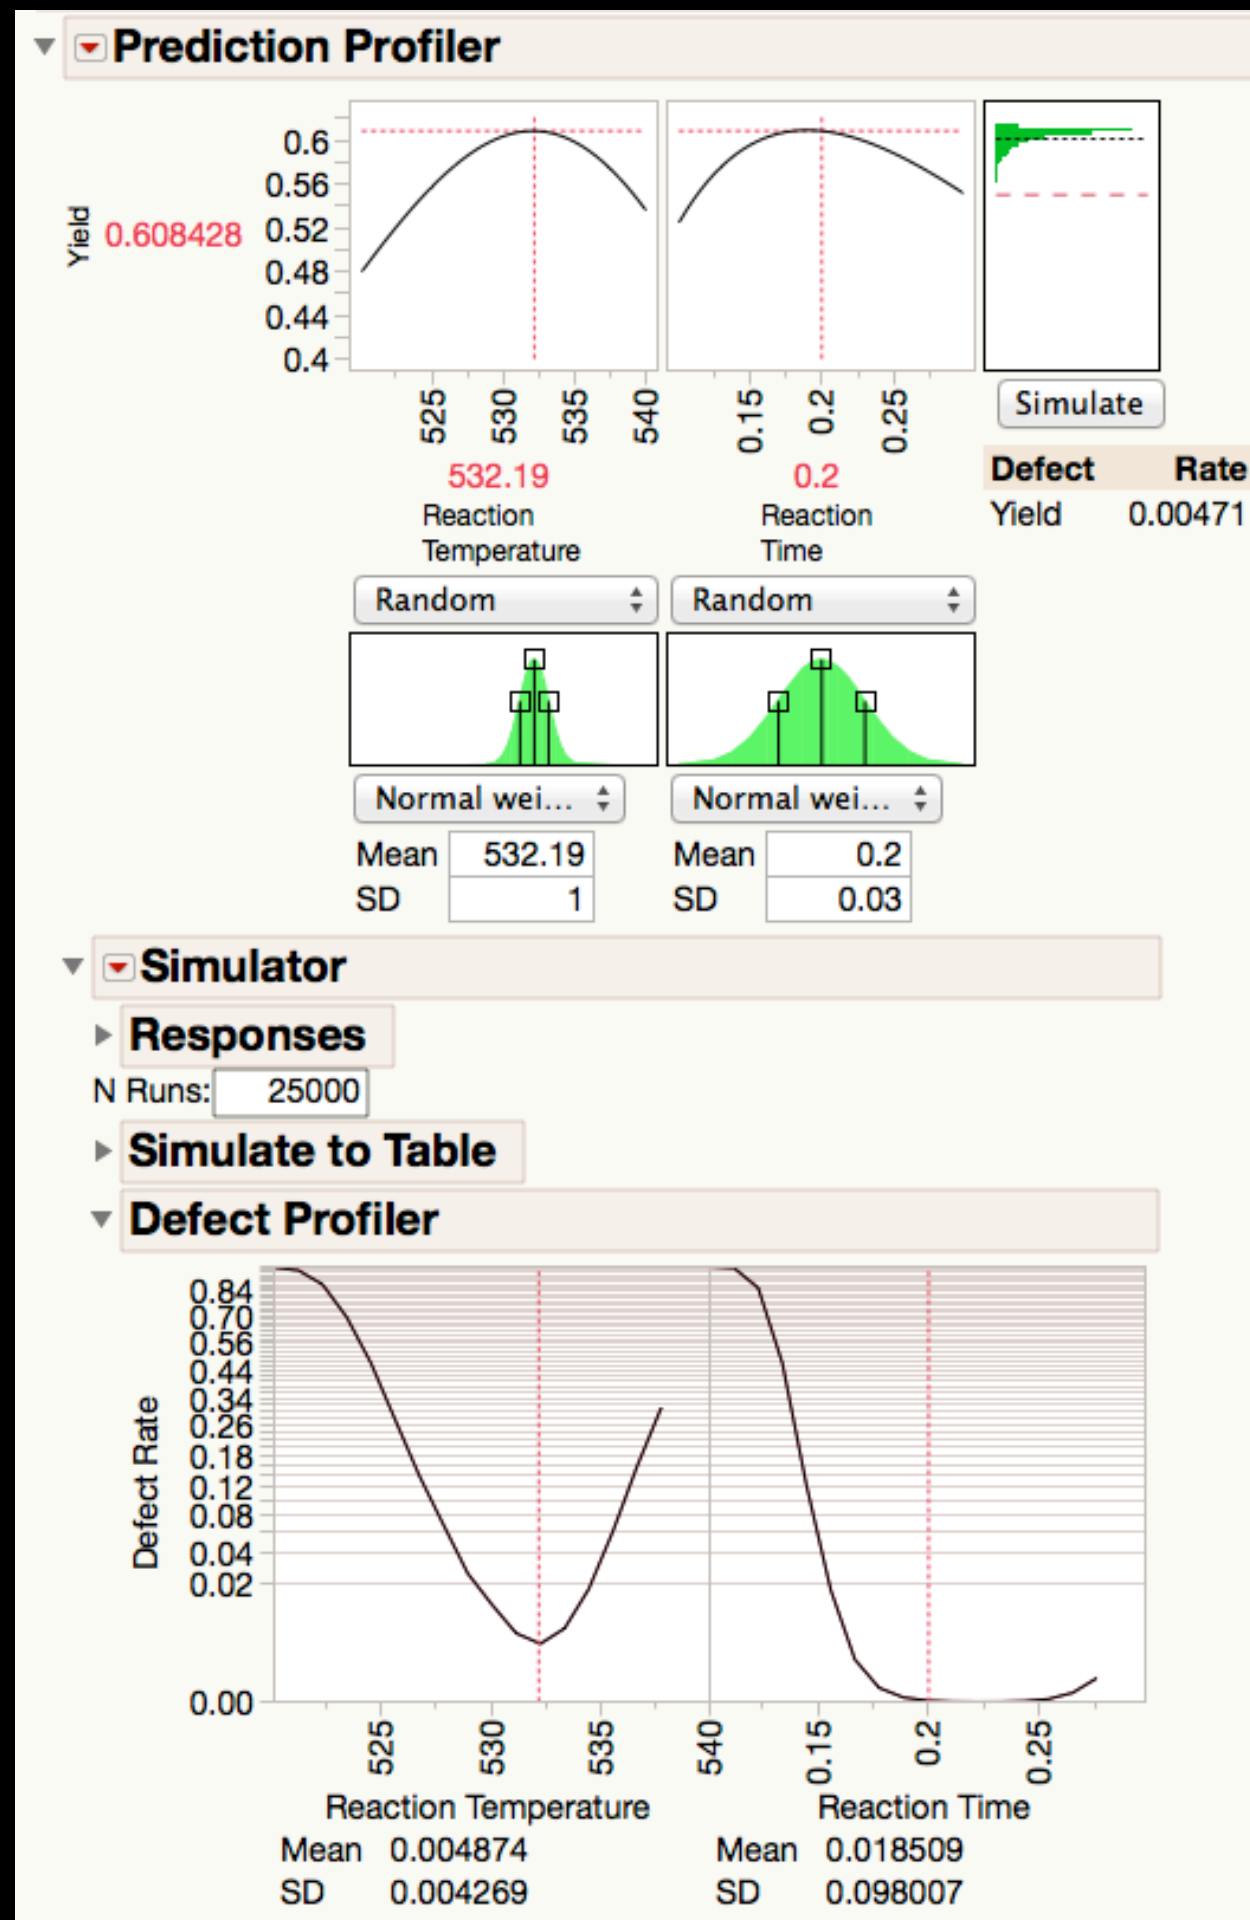 Prediction Profiler
Yield
0.608428
0.6
0.56
0.52
0.48
0.44
0.4
525
530
535
540
0.15
0.2
0.25
Simulate
532.19
0.2
Defect Rate
Reaction
Temperature
Reaction
Time
Yield 0.00471
Random
Random
Normal wei...
Normal wei...
Mean 532.19
SD 1
Mean 0.2
SD 0.03
Simulator
Responses
N Runs: 25000
Simulate to Table
Defect Profiler
Defect Rate
0.84
0.70
0.56
0.44
0.34
0.26
0.18
0.12
0.08
0.04
0.02
0.00
525
530
535
540
0.15
0.2
0.25
Reaction Temperature
Mean 0.004874
SD 0.004269
Reaction Time
Mean 0.018509
SD 0.098007